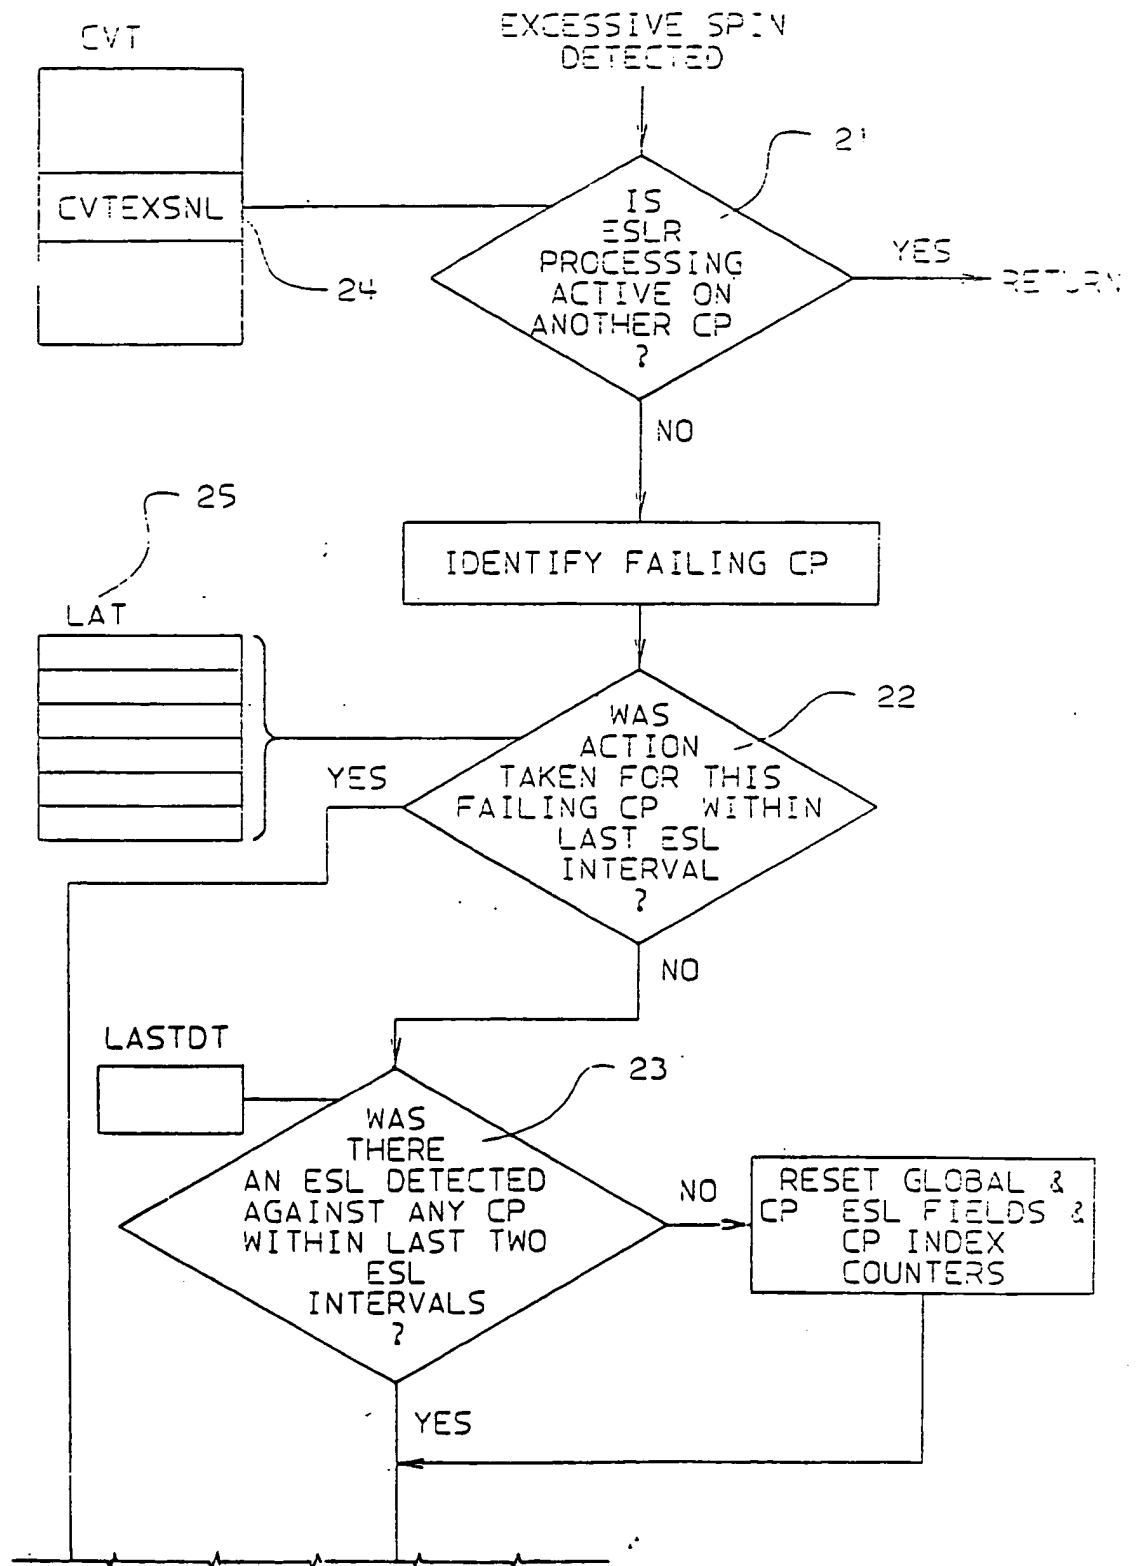 CVT
EXCESSIVE SPIN
DETECTED
21
CVTEXSNL
24
IS
ESLR
PROCESSING
ACTIVE ON
ANOTHER CP
?
YES
RETURN
NO
25
IDENTIFY FAILING CP
LAT
22
WAS
ACTION
TAKEN FOR THIS
FAILING CP WITHIN
LAST ESL
INTERVAL
?
YES
NO
LASTDT
23
WAS
THERE
AN ESL DETECTED
AGAINST ANY CP
WITHIN LAST TWO
ESL
INTERVALS
?
NO
RESET GLOBAL &
CP ESL FIELDS &
CP INDEX
COUNTERS
YES